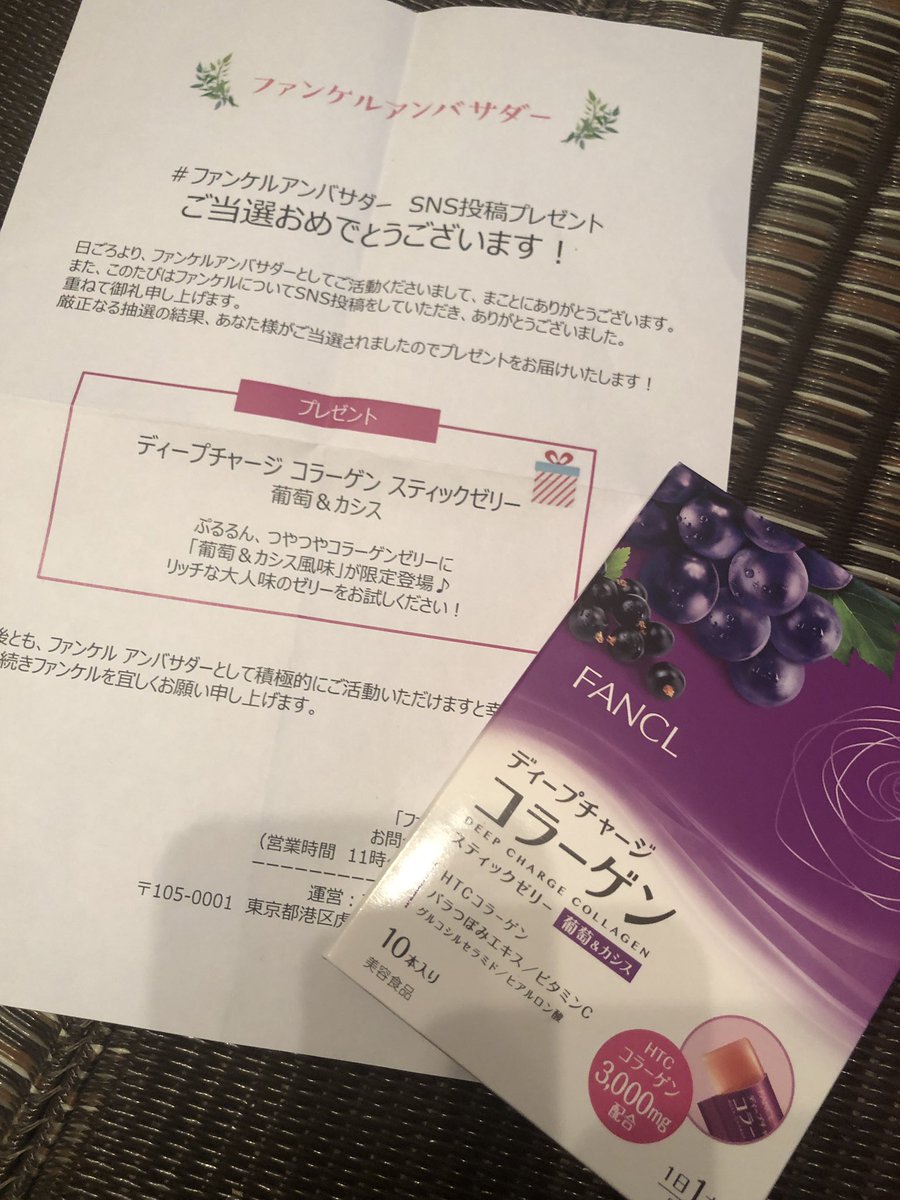 ファンケルアンバサダー
#ファンケルアンバサダー SNS投稿プレゼント
ご当選おめでとうございます!
日ごろより、ファンケルアンバサダーとしてご活動くださいまして、まことにありがとうございます。
また、このたびはファンケルについてSNS投稿をしていただき、ありがとうございました。
重ねて御礼申し上げます。
厳正なる抽選の結果、あなた様がご当選されましたのでプレゼントをお届けいたします!
プレゼント
ディープチャージ コラーゲン スティックゼリー
葡萄&カシス
ぷるるん、つやつやコラーゲンゼリーに
「葡萄&カシス風味」が限定登場♪
リッチな大人味のゼリーをお試しください!
後とも、ファンケル アンバサダーとして積極的にご活動いただけますと幸
続きファンケルを宜しくお願い申し上げます。
「フ
お問
(営業時間 11時
運営:
〒105-0001 東京都港区虎
FANCL
ディープチャージ
コラーゲン
DEEP CHARGE COLLAGEN
スティックゼリー 葡萄&カシス
HTCコラーゲン
バラつぼみエキス/ビタミンC
グルコシルセラミド/ヒアルロン酸
10本入り
美容食品
HTC
コラーゲン
3,000mg
配合
ディープチャージ
コラー
1日1